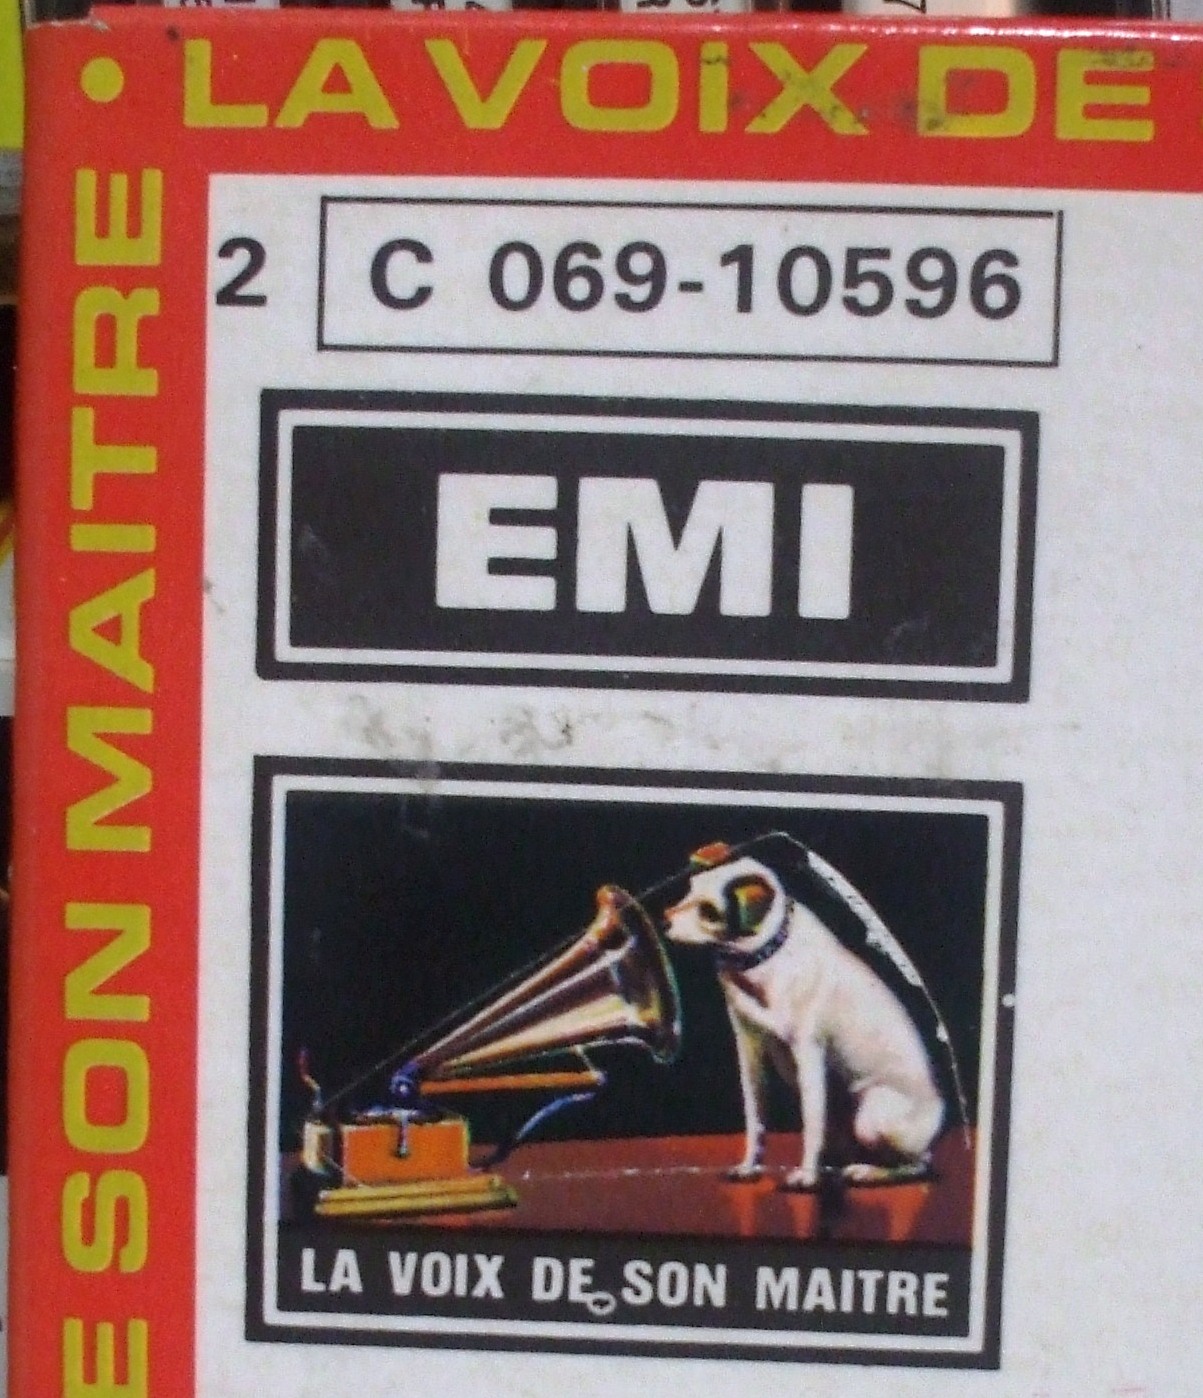 • LA VOiX DE
E SON MAITRE
2 C 069-10596
EMI
LA VOIX DE SON MAITRE